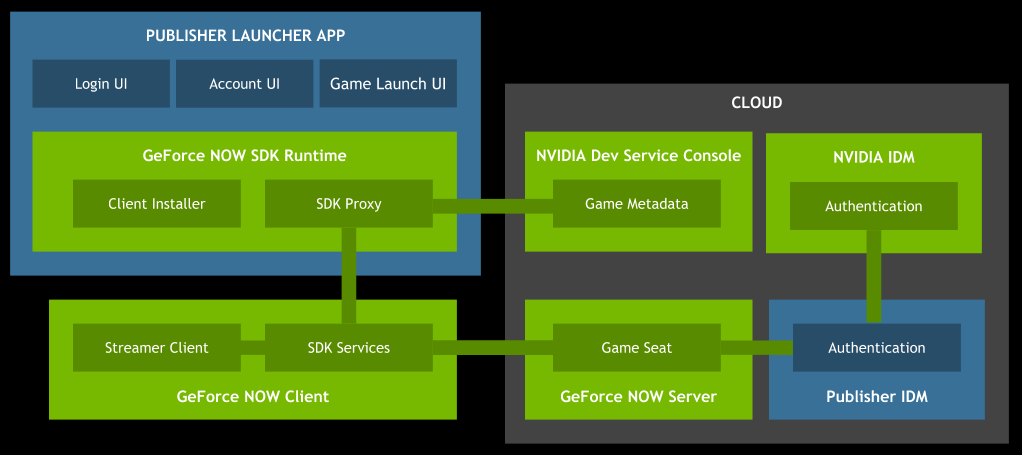 PUBLISHER LAUNCHER APP
Login UI
Account UI
Game Launch UI
GeForce NOW SDK Runtime
Client Installer
SDK Proxy
CLOUD
NVIDIA Dev Service Console
Game Metadata
NVIDIA IDM
Authentication
Streamer Client
SDK Services
GeForce NOW Client
Game Seat
GeForce NOW Server
Authentication
Publisher IDM